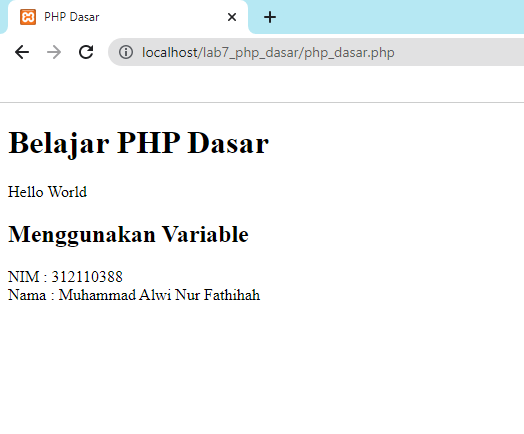 PHP Dasar
localhost/lab7_php_dasar/php_dasar.php
Belajar PHP Dasar
Hello World
Menggunakan Variable
NIM : 312110388
Nama : Muhammad Alwi Nur Fathihah